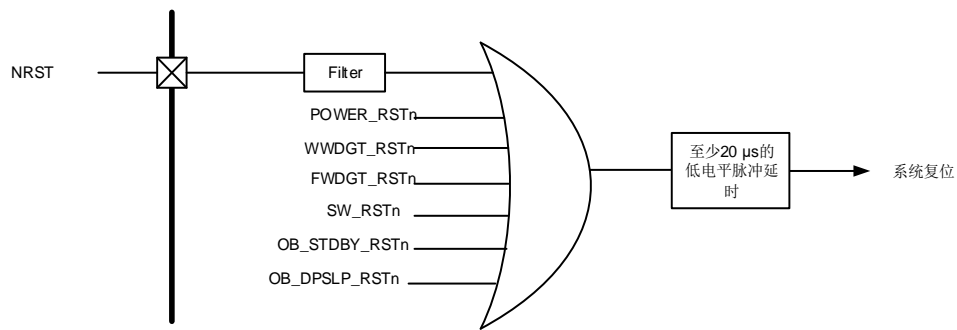 NRST
Filter
POWER_RSTn
WWDGT_RSTn
FWDGT_RSTn
SW_RSTn
OB_STDBY_RSTn
OB_DPSLP_RSTn
至少20 μs的
低电平脉冲延
时
系统复位